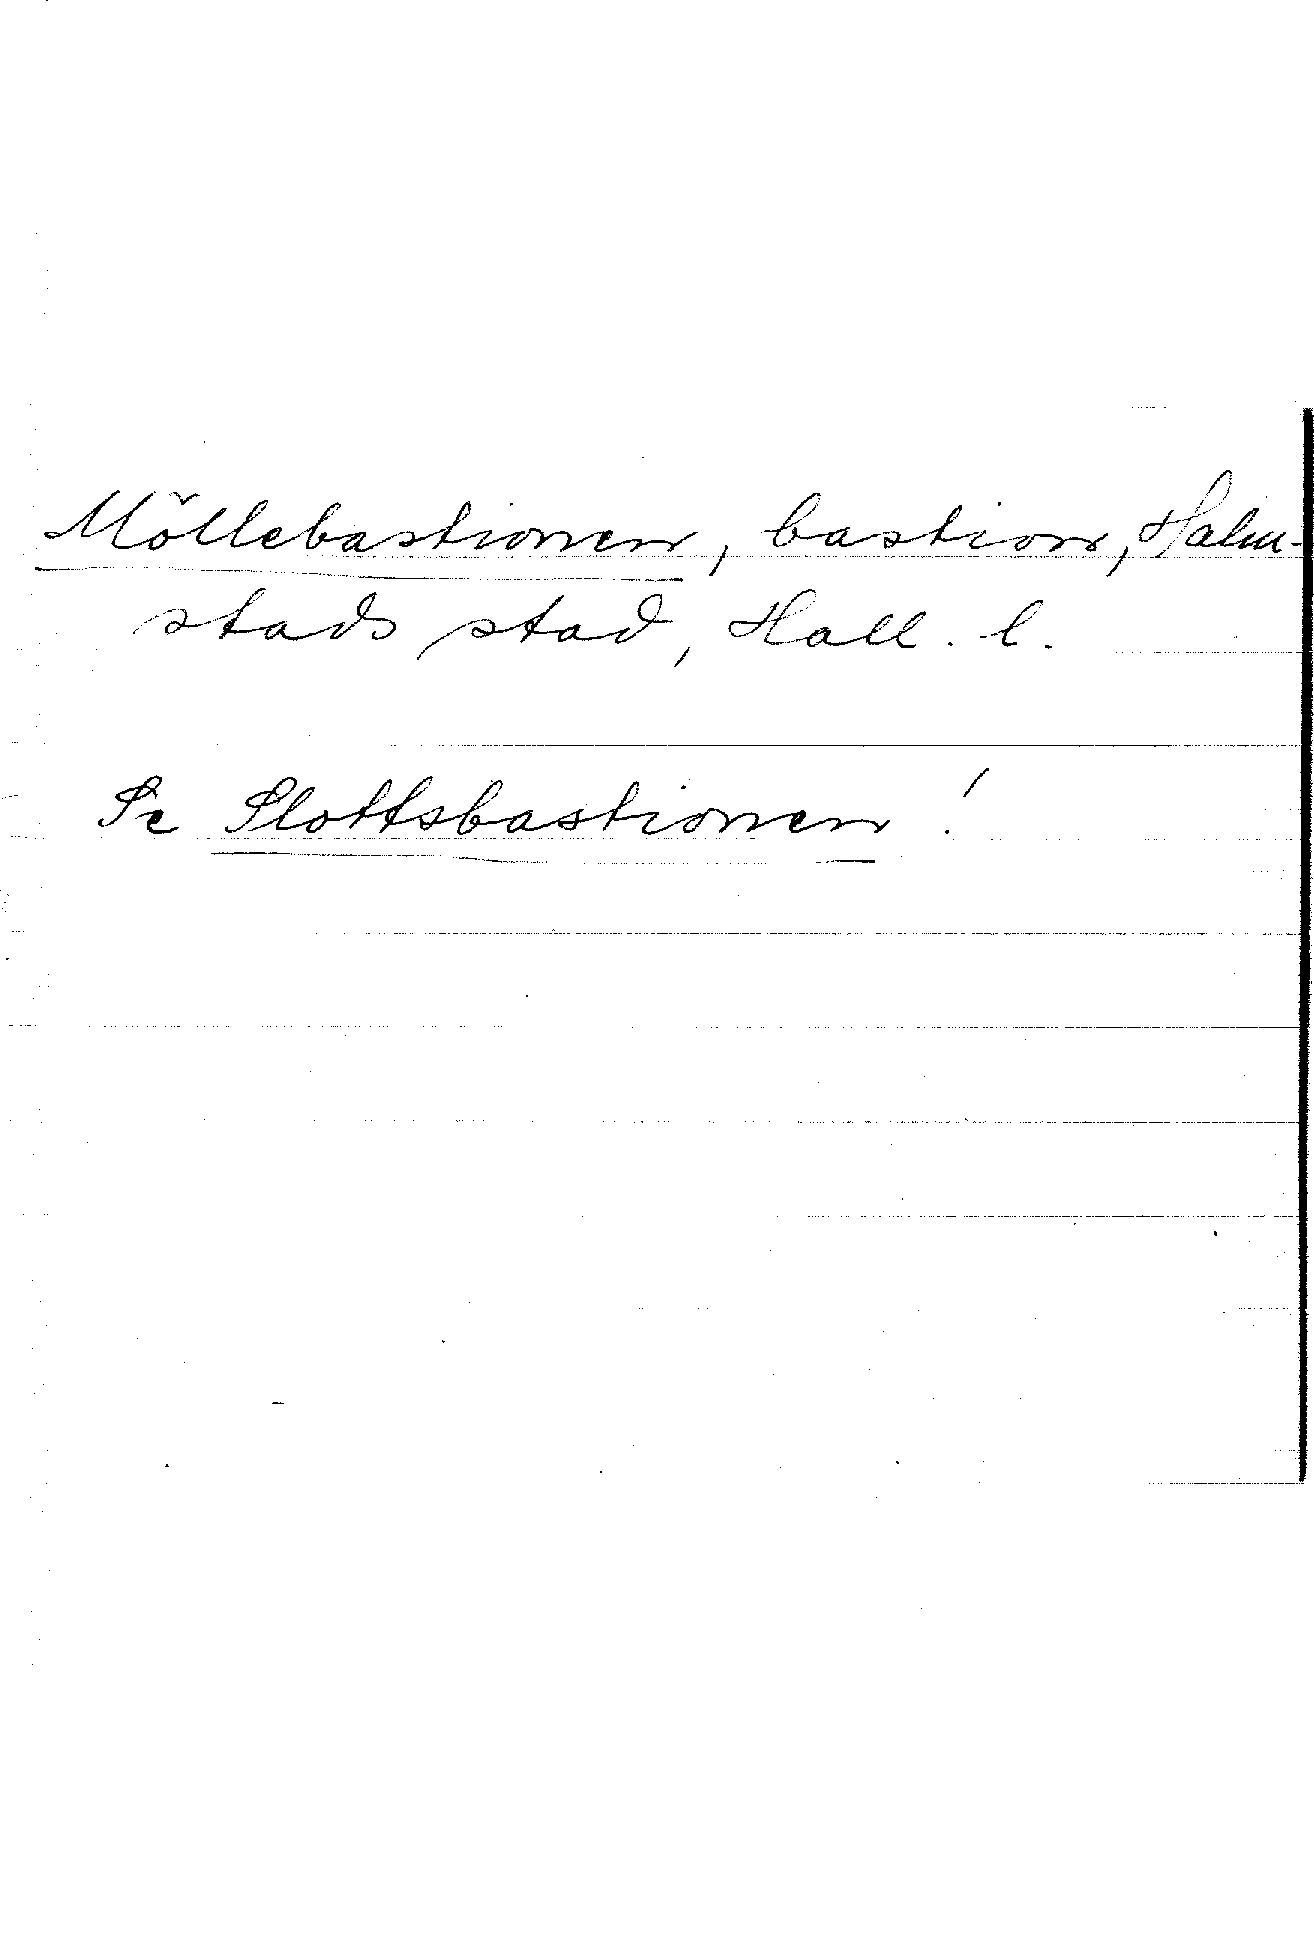 Möllebastionen, bastion, Halm-
stads stad, Hall. l.
Se Slottsbastionen!